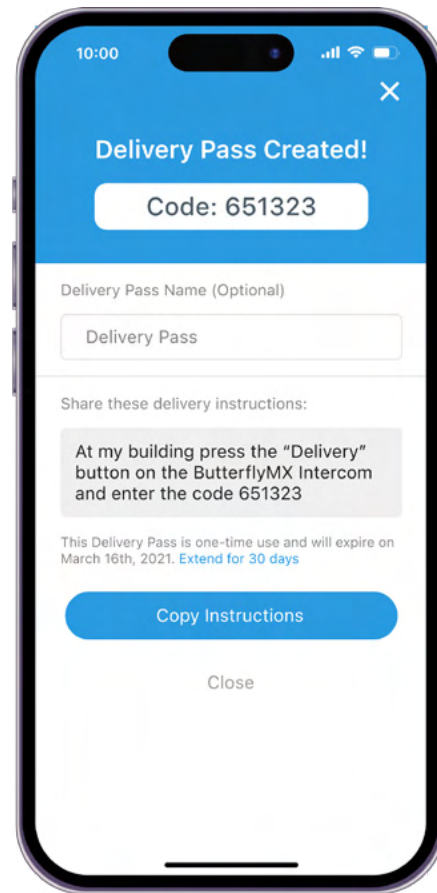 10:00
Delivery Pass Created!
Code: 651323
Delivery Pass Name (Optional)
Delivery Pass
Share these delivery instructions:
At my building press the “Delivery”
button on the ButterflyMX Intercom
and enter the code 651323
This Delivery Pass is one-time use and will expire on
March 16th, 2021. Extend for 30 days
Copy Instructions
Close